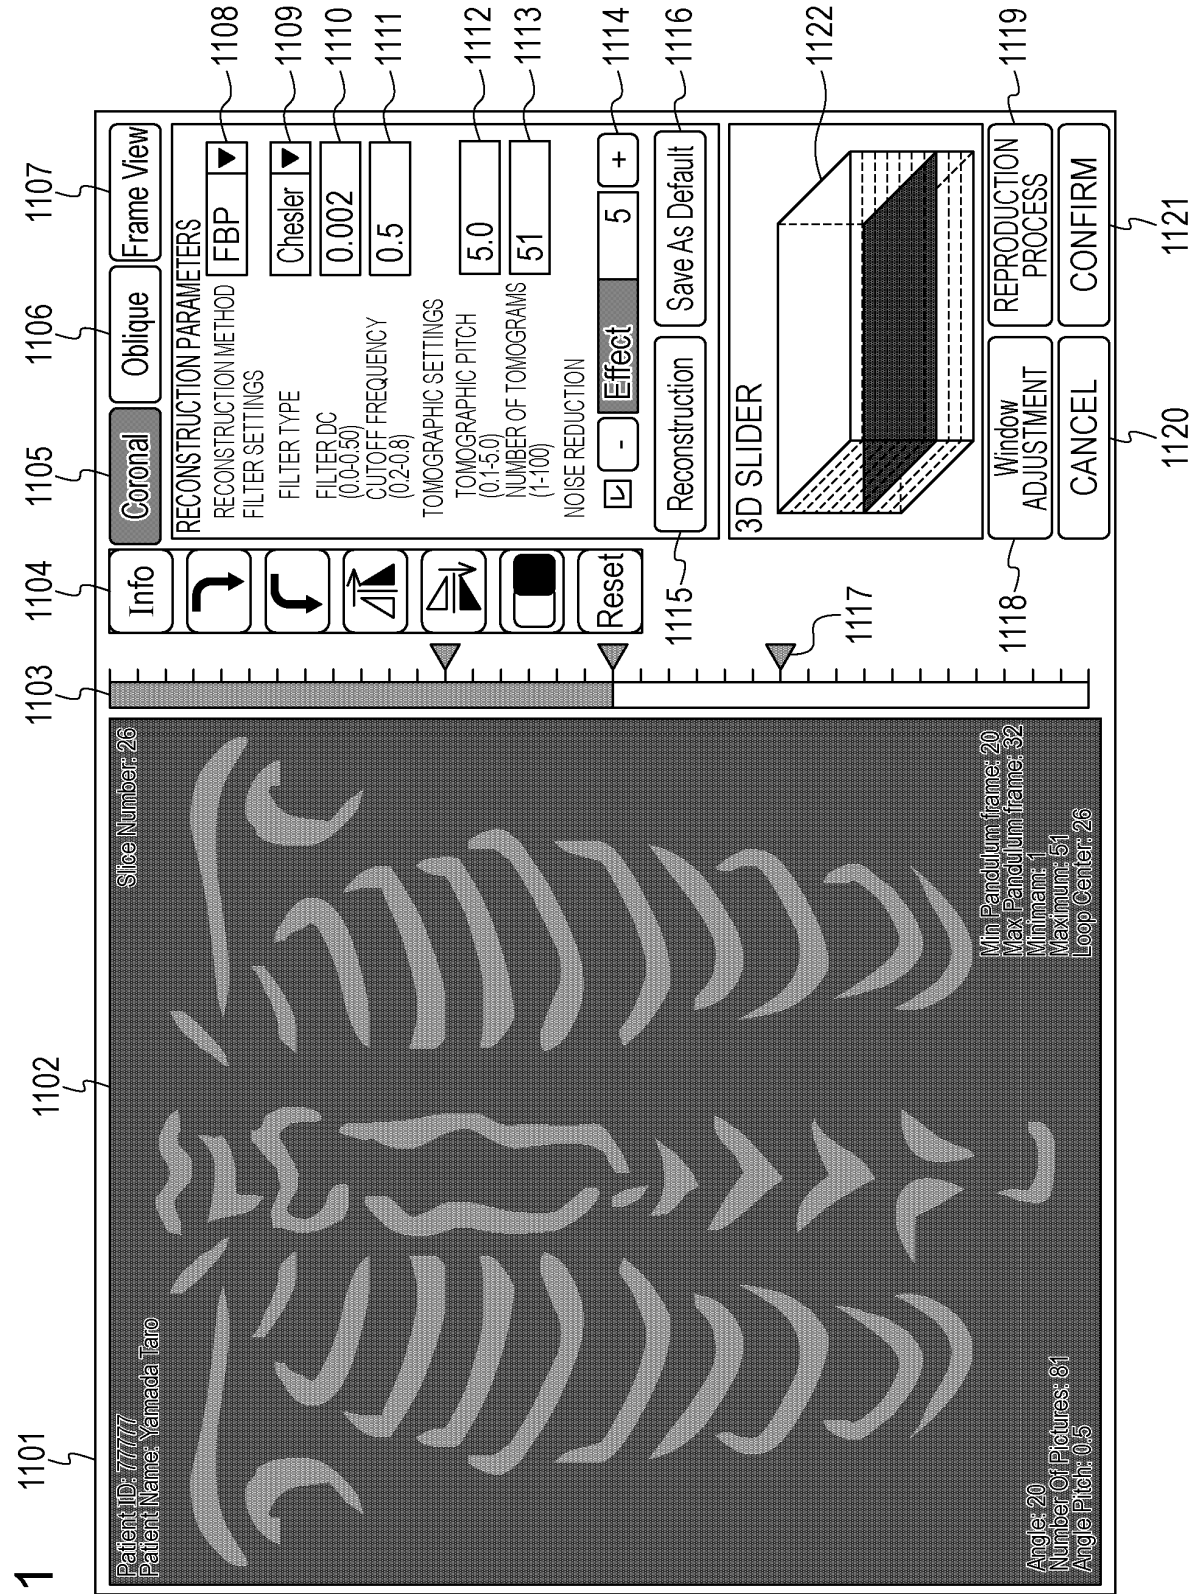 1
1101
1102
1103
1104
1105
1106
1107
Patient ID: 77777
Patient Name: Yamada Taro
Slice Number: 26
Angle: 20
Number Of Pictures: 81
Angle Pitch: 0.5
Min Pandulum frame: 20
Max Pandulum frame: 32
Minimam: 1
Maximum: 51
Loop Center: 26
Info
Reset
Coronal
Oblique
Frame View
RECONSTRUCTION PARAMETERS
RECONSTRUCTION METHOD
FBP
1108
FILTER SETTINGS
FILTER TYPE
Chesler
1109
FILTER DC
(0.0-0.50)
0.002
1110
CUTOFF FREQUENCY
(0.2-0.8)
0.5
1111
TOMOGRAPHIC SETTINGS
TOMOGRAPHIC PITCH
(0.1-5.0)
5.0
1112
NUMBER OF TOMOGRAMS
(1-100)
51
1113
NOISE REDUCTION
-
Effect
5
+
1114
Reconstruction
1115
Save As Default
1116
1117
3D SLIDER
1122
Window
ADJUSTMENT
1118
REPRODUCTION
PROCESS
1119
CANCEL
1120
CONFIRM
1121